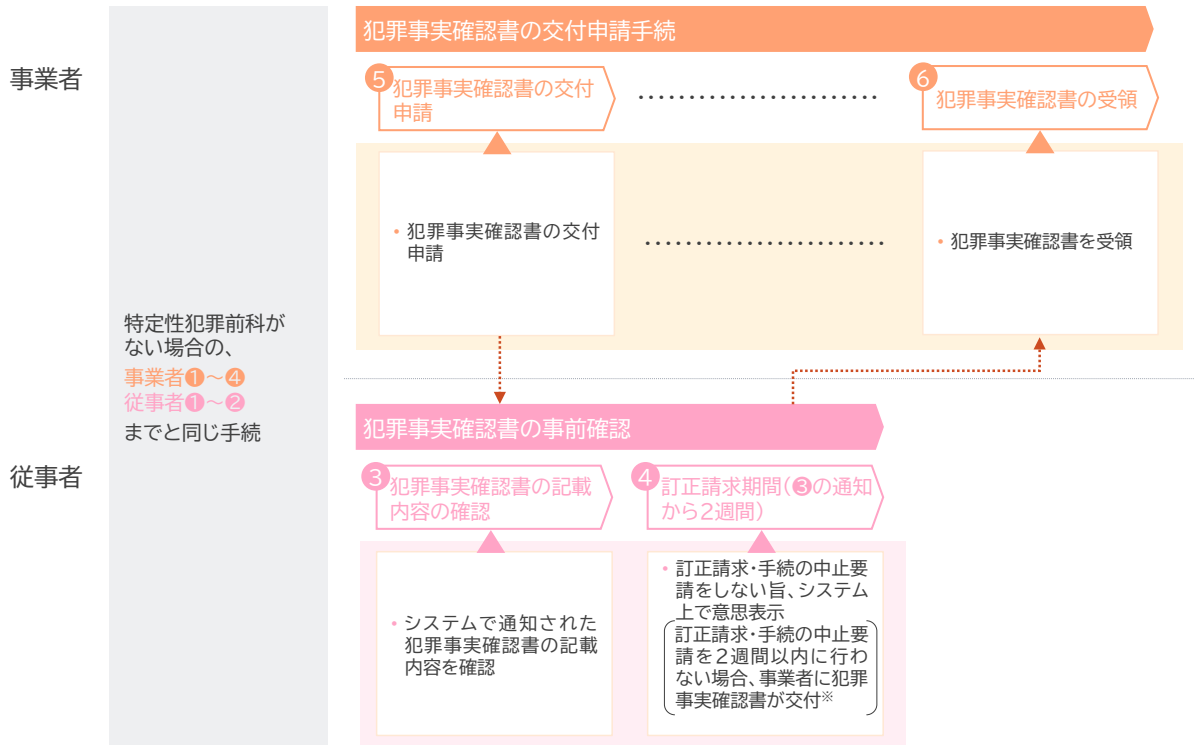 事業者
特定性犯罪前科が
ない場合の、
事業者❶～❹
従事者❶～❷
までと同じ手続
犯罪事実確認書の交付申請手続
❺
犯罪事実確認書の交付
申請
❻
犯罪事実確認書の受領
• 犯罪事実確認書の交付
申請
• 犯罪事実確認書を受領
従事者
犯罪事実確認書の事前確認
❸
犯罪事実確認書の記載
内容の確認
❹
訂正請求期間(❸の通知
から2週間)
• システムで通知された
犯罪事実確認書の記載
内容を確認
• 訂正請求・手続の中止要
請をしない旨、システム
上で意思表示
訂正請求・手続の中止要
請を2週間以内に行わ
ない場合、事業者に犯罪
事実確認書が交付※